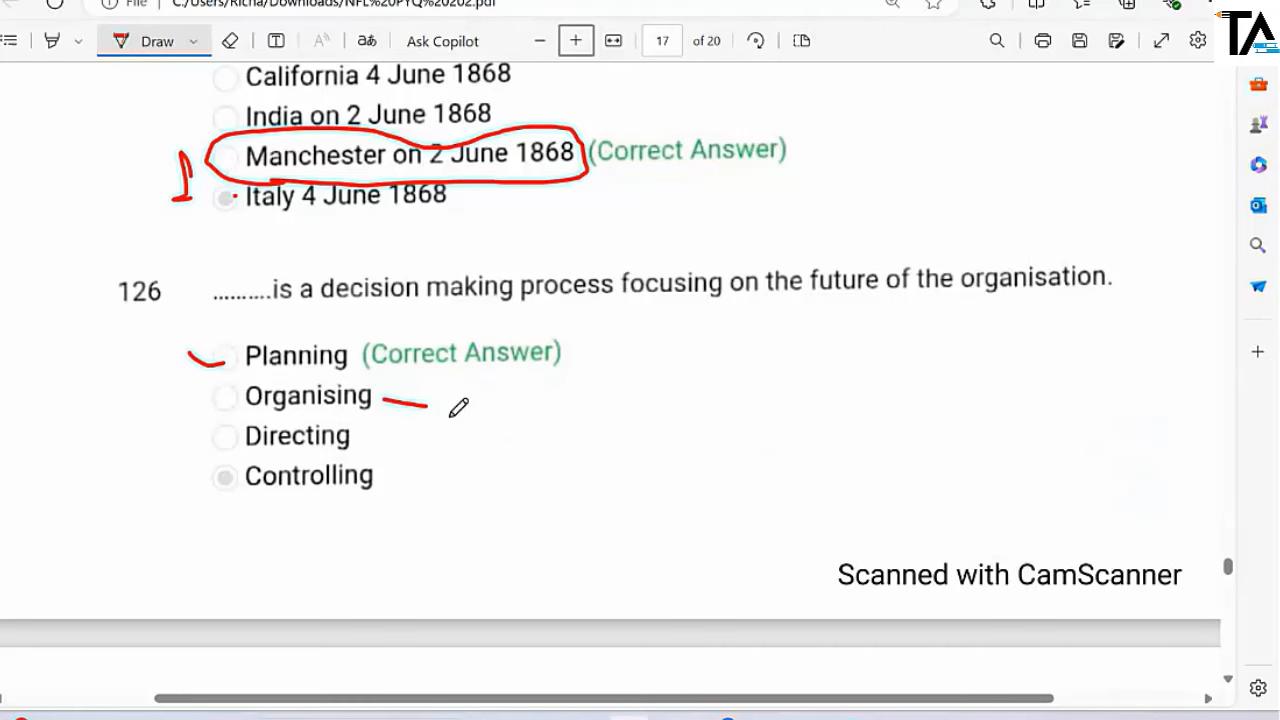 File C:/Users/Richa/Downloads/NFL%20PYQ%202.pdf
Draw Ask Copilot 17 of 20
TA
California 4 June 1868
India on 2 June 1868
Manchester on 2 June 1868 (Correct Answer)
Italy 4 June 1868
126 ..........is a decision making process focusing on the future of the organisation.
Planning (Correct Answer)
Organising
Directing
Controlling
Scanned with CamScanner